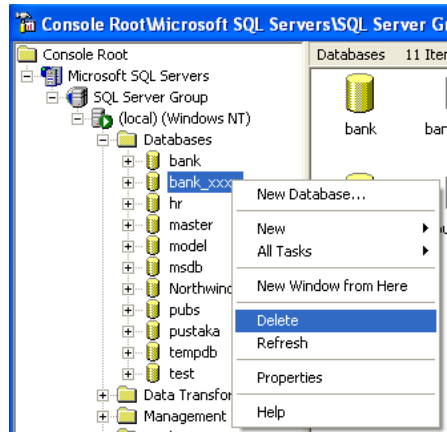 Console Root\Microsoft SQL Servers\SQL Server
Console Root
Microsoft SQL Servers
SQL Server Group
(local) (Windows NT)
Databases
bank
bank_xxx
hr
master
model
msdb
Northwind
pubs
pustaka
tempdb
test
Data Transfor
Management
Databases 11
bank
New Database...
New
All Tasks
New Window from Here
Delete
Refresh
Properties
Help